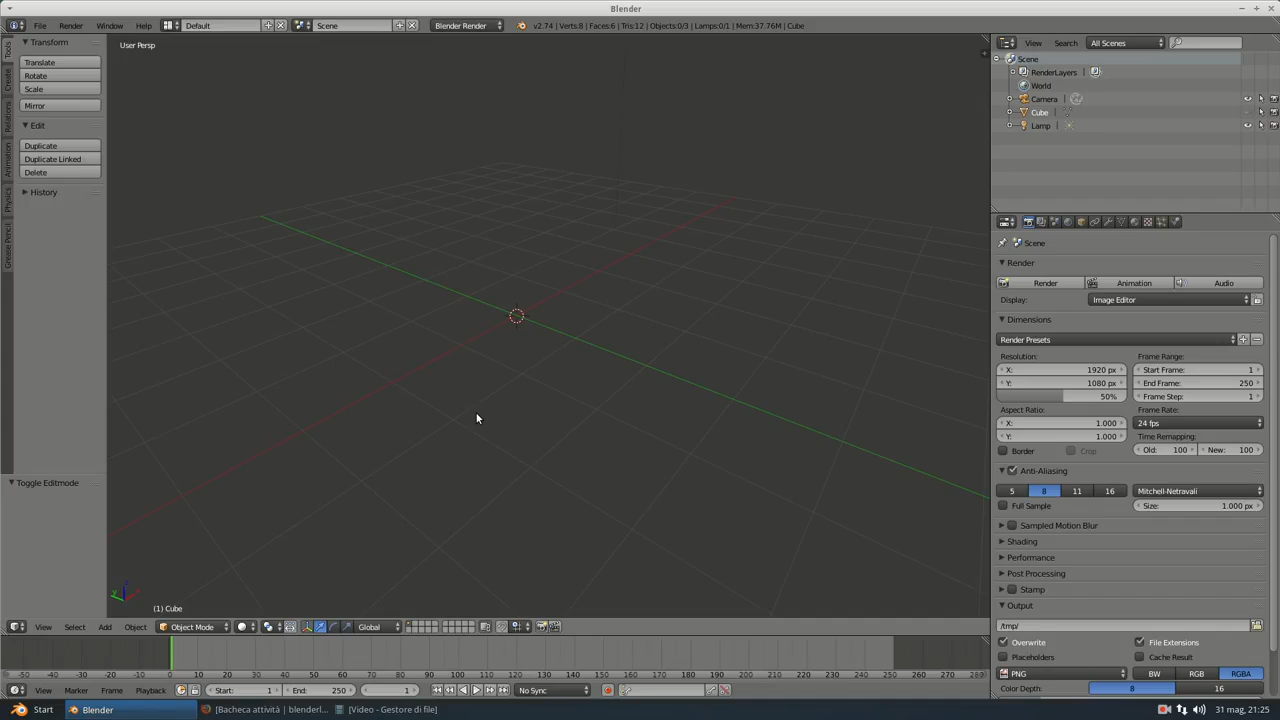 Blender
File Render Window Help Default Scene Blender Render v2.74 | Verts:8 | Faces:6 | Tris:12 | Objects:0/3 | Lamps:0/1 | Mem:37.76M | Cube
Tools
Create
Relations
Animation
Physics
Grease Pencil
Transform
Translate
Rotate
Scale
Mirror
Edit
Duplicate
Duplicate Linked
Delete
History
Toggle Editmode
User Persp
(1) Cube
View Select Add Object Object Mode Global
-50 -40 -30 -20 -10 0 10 20 30 40 50 60 70 80 90 100 110 120 130 140 150 160 170 180 190 200 210 220 230 240 250 260 270 280
View Marker Frame Playback Start: 1 End: 250 1 No Sync
View Search All Scenes
Scene
RenderLayers |
World
Camera |
Cube |
Lamp |
Scene
Render
Render Animation Audio
Display: Image Editor
Dimensions
Render Presets
Resolution: Frame Range:
X: 1920 px Start Frame: 1
Y: 1080 px End Frame: 250
50% Frame Step: 1
Aspect Ratio: Frame Rate:
X: 1.000 24 fps
Y: 1.000 Time Remapping:
Border Crop Old: 100 New: 100
Anti-Aliasing
5 8 11 16 Mitchell-Netravali
Full Sample Size: 1.000 px
Sampled Motion Blur
Shading
Performance
Post Processing
Stamp
Output
/tmp/
Overwrite File Extensions
Placeholders Cache Result
PNG BW RGB RGBA
Color Depth: 8 16
Start Blender [Bacheca attività | blenderl... [Video - Gestore di file] 31 mag, 21:25